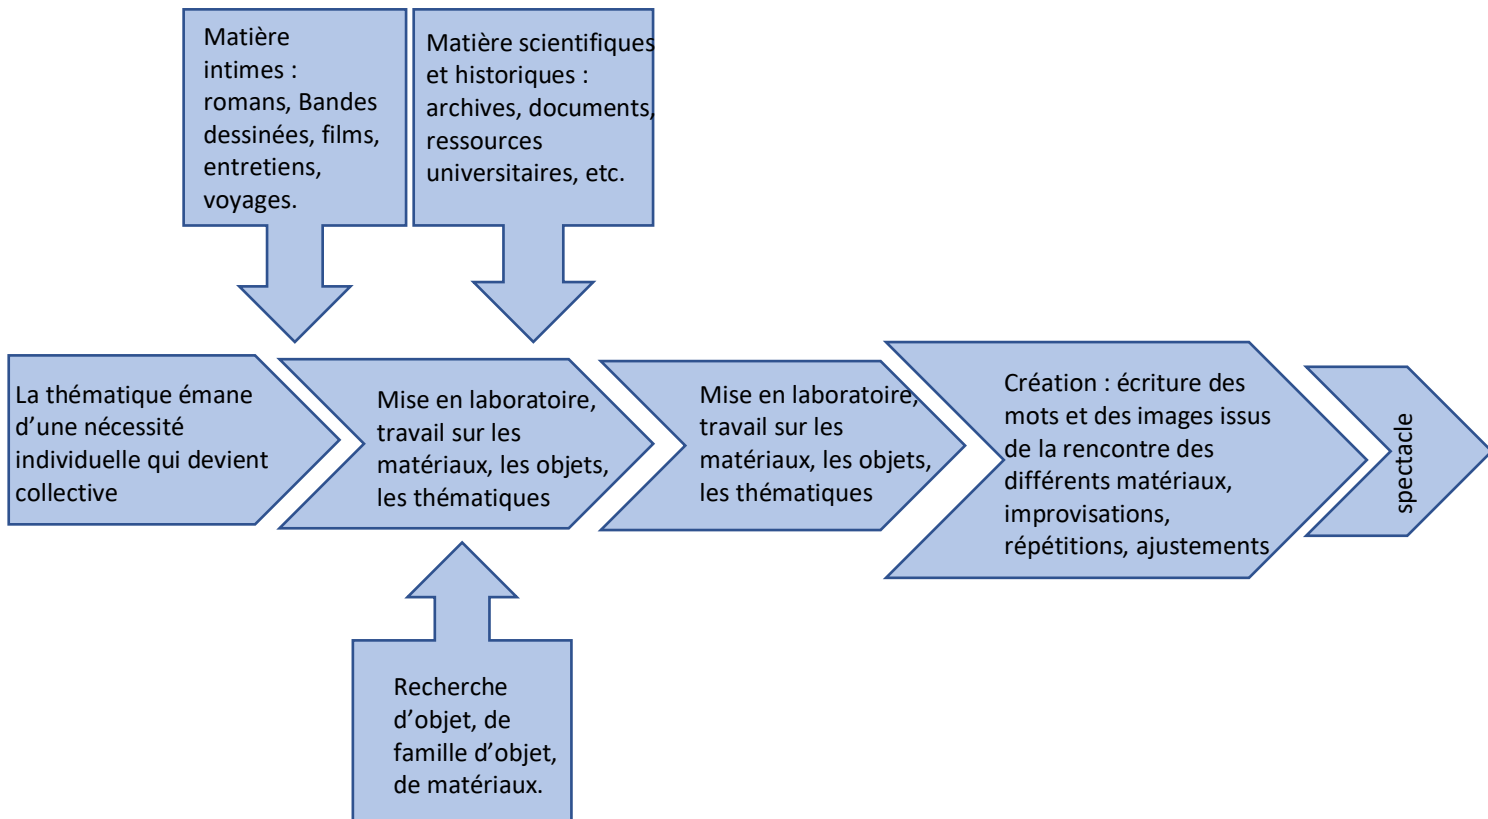 Matière
intimes :
romans, Bandes
dessinées, films,
entretiens,
voyages.
Matière scientifiques
et historiques :
archives, documents,
ressources
universitaires, etc.
La thématique émane
d’une nécessité
individuelle qui devient
collective
Mise en laboratoire,
travail sur les
matériaux, les objets,
les thématiques
Mise en laboratoire,
travail sur les
matériaux, les objets,
les thématiques
Création : écriture des
mots et des images issus
de la rencontre des
différents matériaux,
improvisations,
répétitions, ajustements
spectacle
Recherche
d’objet, de
famille d’objet,
de matériaux.